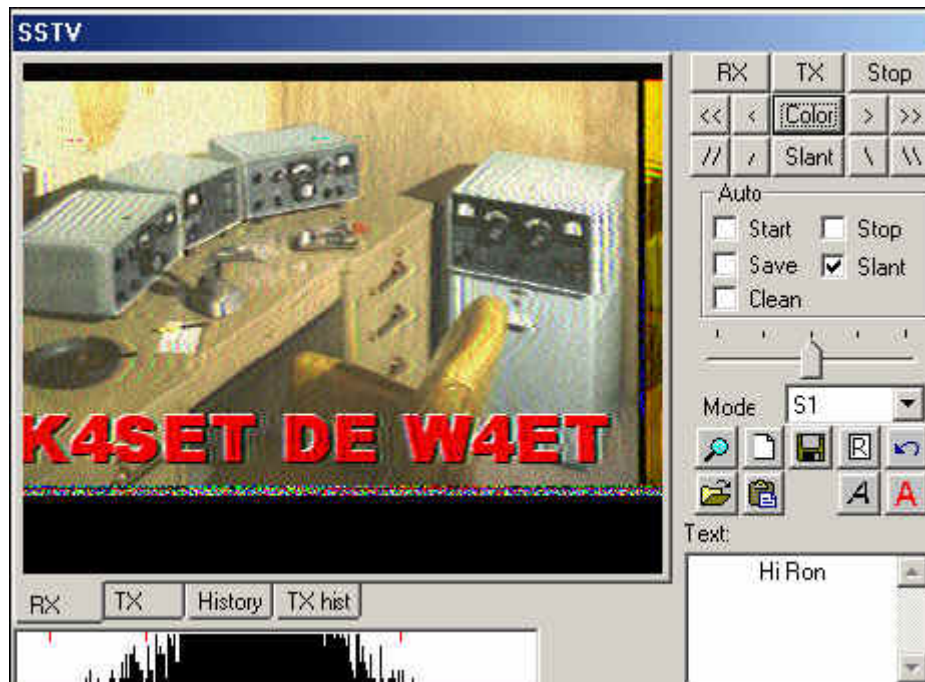 SSTV
RX TX Stop
<< < Color > >>
// / Slant \ \\
Auto
Start Stop
Save Slant
Clean
Mode S1
R
A A
Text:
Hi Ron
K4SET DE W4ET
RX TX History TX hist